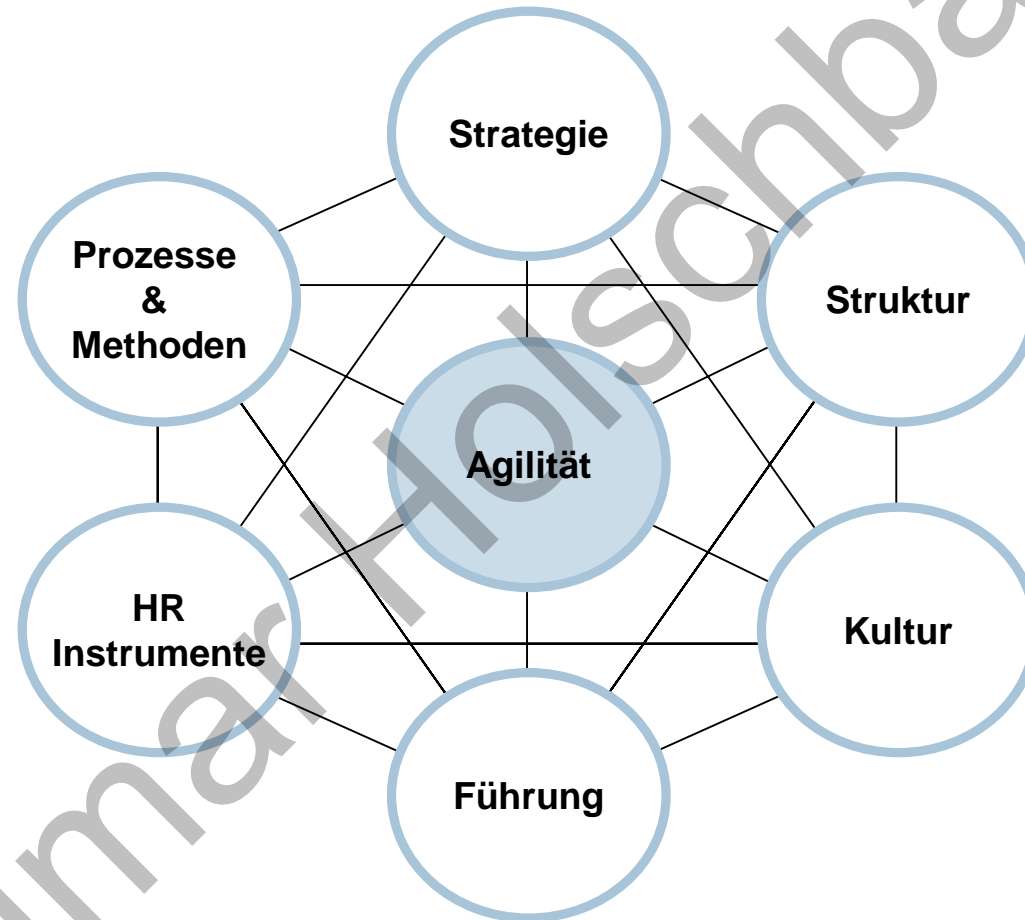 Strategie
Prozesse
&
Methoden
Struktur
Agilität
HR
Instrumente
Kultur
Führung